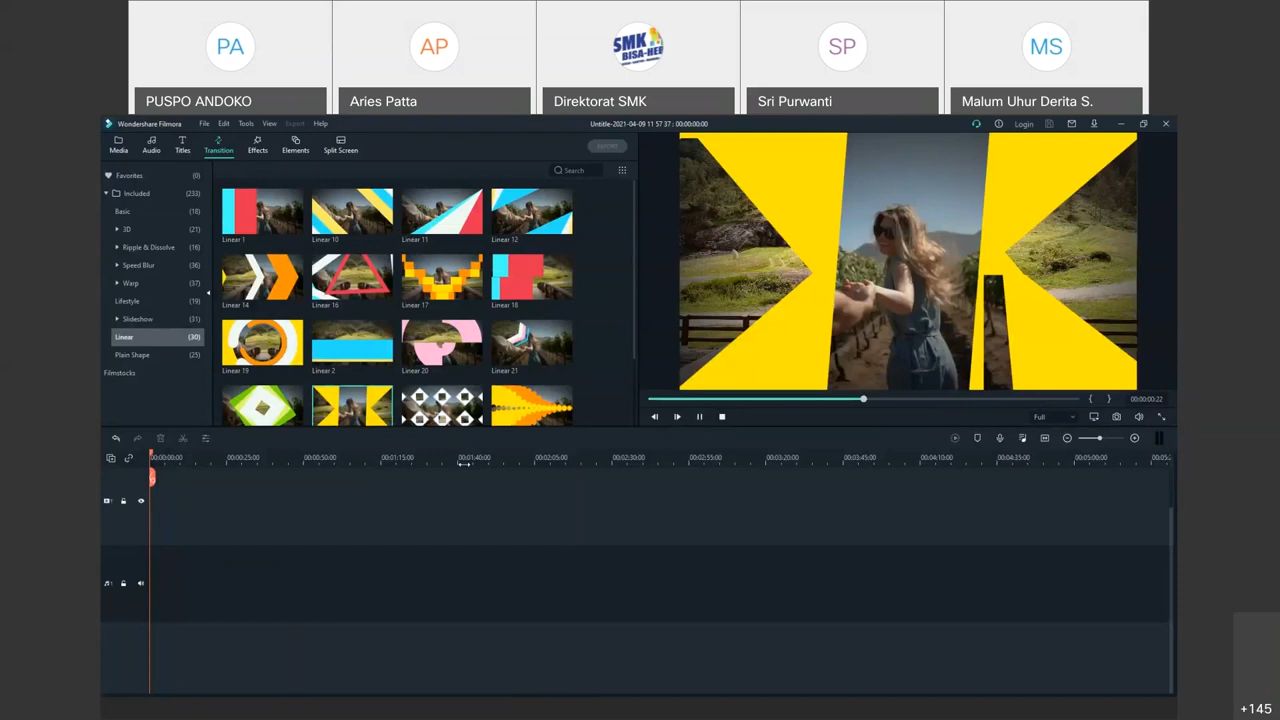 PA
AP
SMK
BISA-HEBAT
SP
MS
PUSPO ANDOKO
Aries Patta
Direktorat SMK
Sri Purwanti
Malum Uhur Derita S.
Wondershare Filmora
File
Edit
Tools
View
Export
Help
Untitle-2021-04-09 11 57 37 : 00:00:00:00
Login
Media
Audio
Titles
Transition
Effects
Elements
Split Screen
EXPORT
Favorites (0)
Search
Included (233)
Basic (18)
3D (21)
Ripple & Dissolve (16)
Speed Blur (36)
Warp (37)
Lifestyle (19)
Slideshow (31)
Linear (30)
Plain Shape (25)
Filmstocks
Linear 1
Linear 10
Linear 11
Linear 12
Linear 14
Linear 16
Linear 17
Linear 18
Linear 19
Linear 2
Linear 20
Linear 21
00:00:00:22
Full
00:00:00:00
00:00:25:00
00:00:50:00
00:01:15:00
00:01:40:00
00:02:05:00
00:02:30:00
00:02:55:00
00:03:20:00
00:03:45:00
00:04:10:00
00:04:35:00
00:05:00:00
+145